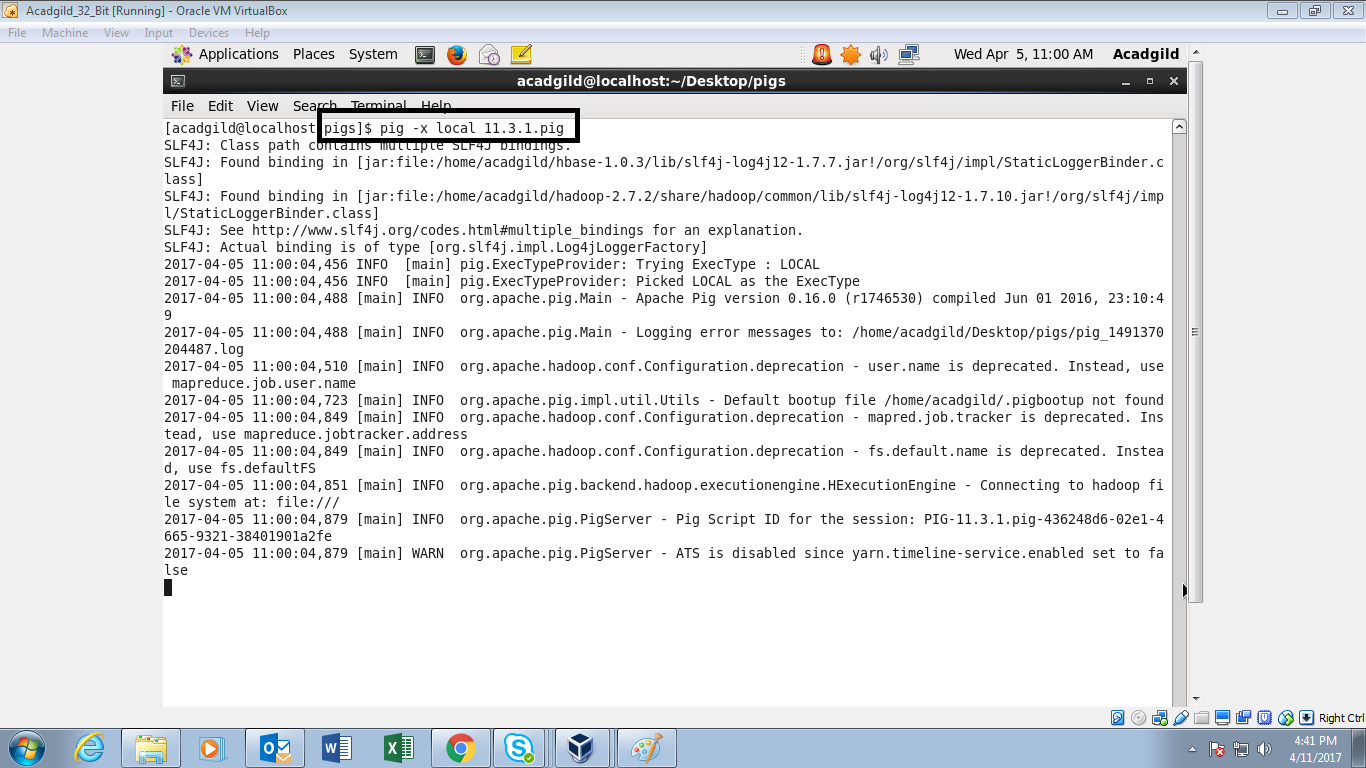 Acadgild_32_Bit [Running] - Oracle VM VirtualBox
File Machine View Input Devices Help
Applications Places System Wed Apr 5, 11:00 AM Acadgild
acadgild@localhost:~/Desktop/pigs
File Edit View Search Terminal Help
[acadgild@localhost pigs]$ pig -x local 11.3.1.pig
SLF4J: Class path contains multiple SLF4J bindings.
SLF4J: Found binding in [jar:file:/home/acadgild/hbase-1.0.3/lib/slf4j-log4j12-1.7.7.jar!/org/slf4j/impl/StaticLoggerBinder.c
lass]
SLF4J: Found binding in [jar:file:/home/acadgild/hadoop-2.7.2/share/hadoop/common/lib/slf4j-log4j12-1.7.10.jar!/org/slf4j/imp
l/StaticLoggerBinder.class]
SLF4J: See http://www.slf4j.org/codes.html#multiple_bindings for an explanation.
SLF4J: Actual binding is of type [org.slf4j.impl.Log4jLoggerFactory]
2017-04-05 11:00:04,456 INFO  [main] pig.ExecTypeProvider: Trying ExecType : LOCAL
2017-04-05 11:00:04,456 INFO  [main] pig.ExecTypeProvider: Picked LOCAL as the ExecType
2017-04-05 11:00:04,488 [main] INFO  org.apache.pig.Main - Apache Pig version 0.16.0 (r1746530) compiled Jun 01 2016, 23:10:4
9
2017-04-05 11:00:04,488 [main] INFO  org.apache.pig.Main - Logging error messages to: /home/acadgild/Desktop/pigs/pig_1491370
204487.log
2017-04-05 11:00:04,510 [main] INFO  org.apache.hadoop.conf.Configuration.deprecation - user.name is deprecated. Instead, use
mapreduce.job.user.name
2017-04-05 11:00:04,723 [main] INFO  org.apache.pig.impl.util.Utils - Default bootup file /home/acadgild/.pigbootup not found
2017-04-05 11:00:04,849 [main] INFO  org.apache.hadoop.conf.Configuration.deprecation - mapred.job.tracker is deprecated. Ins
tead, use mapreduce.jobtracker.address
2017-04-05 11:00:04,849 [main] INFO  org.apache.hadoop.conf.Configuration.deprecation - fs.default.name is deprecated. Instea
d, use fs.defaultFS
2017-04-05 11:00:04,851 [main] INFO  org.apache.pig.backend.hadoop.executionengine.HExecutionEngine - Connecting to hadoop fi
le system at: file:///
2017-04-05 11:00:04,879 [main] INFO  org.apache.pig.PigServer - Pig Script ID for the session: PIG-11.3.1.pig-436248d6-02e1-4
665-9321-38401901a2fe
2017-04-05 11:00:04,879 [main] WARN  org.apache.pig.PigServer - ATS is disabled since yarn.timeline-service.enabled set to fa
lse
Right Ctrl
4:41 PM
4/11/2017